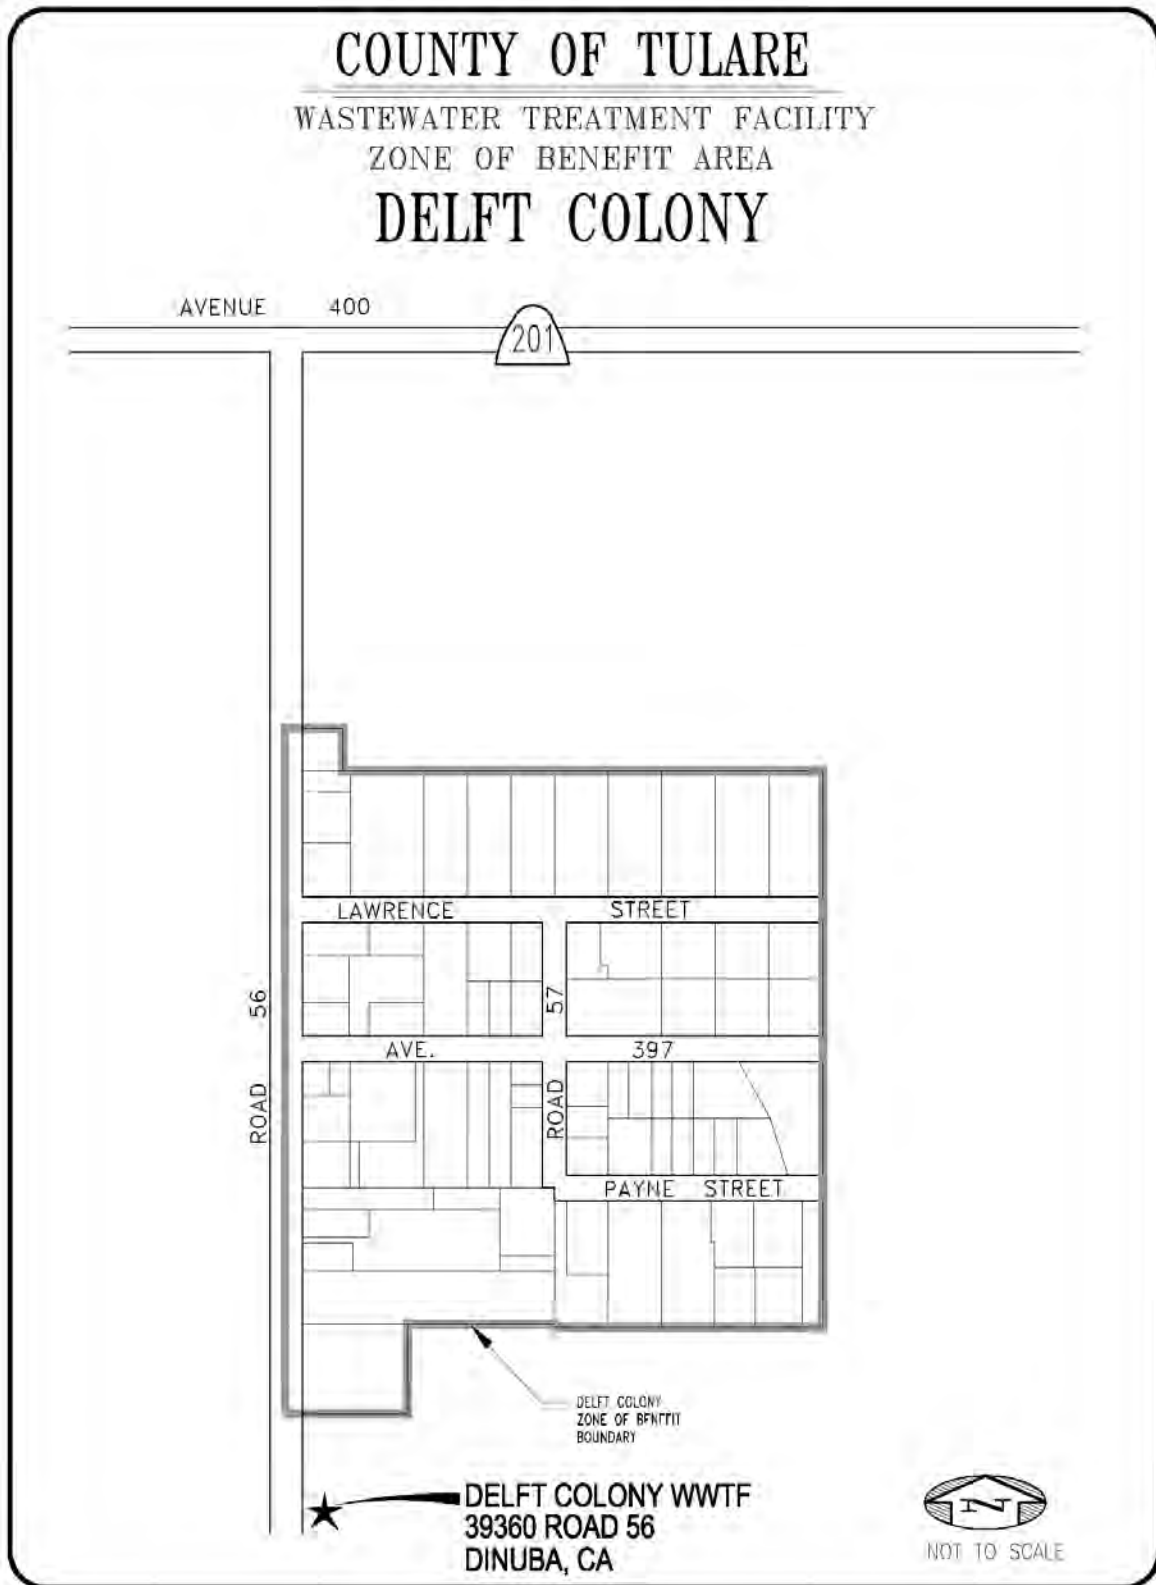 COUNTY OF TULARE
WASTEWATER TREATMENT FACILITY
ZONE OF BENEFIT AREA
DELFT COLONY
AVENUE 400
201
LAWRENCE STREET
ROAD 56
ROAD 57
AVE. 397
PAYNE STREET
DELFT COLONY
ZONE OF BENEFIT
BOUNDARY
DELFT COLONY WWTF
39360 ROAD 56
DINUBA, CA
N
NOT TO SCALE